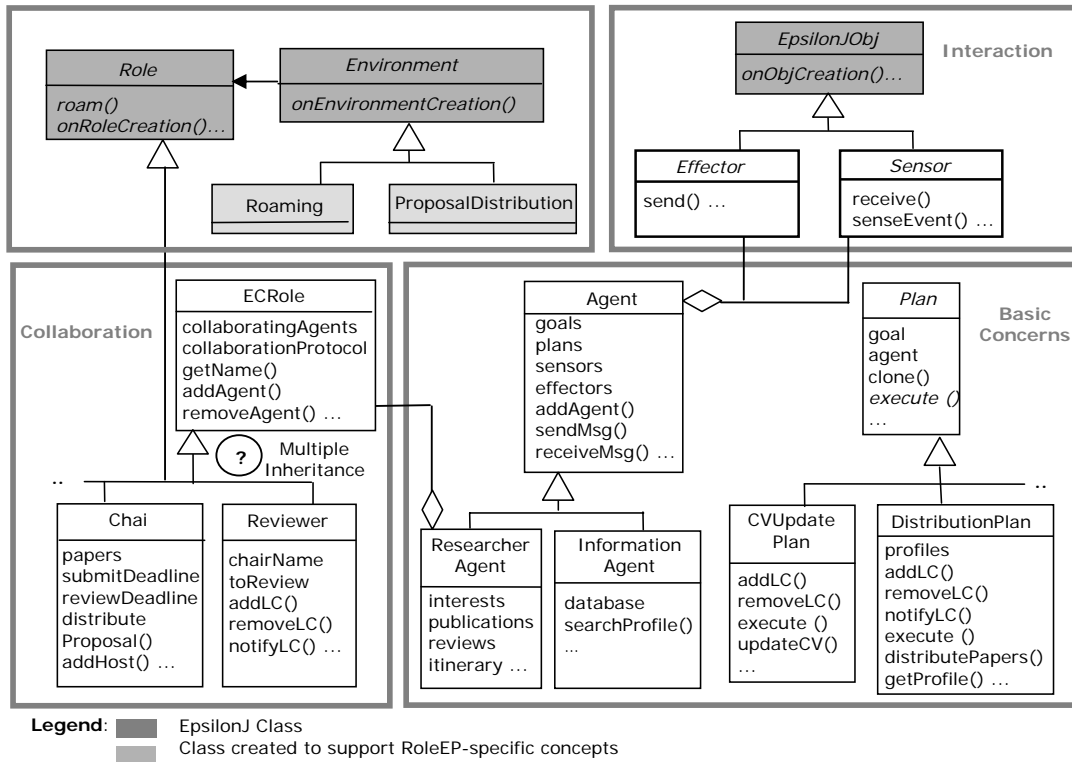 Role
roam()
onRoleCreation()...
Environment
onEnvironmentCreation()
Roaming
ProposalDistribution
EpsilonJObj
onObjCreation()...
Interaction
Effector
send() ...
Sensor
receive()
senseEvent() ...
Collaboration
ECRole
collaboratingAgents
collaborationProtocol
getName()
addAgent()
removeAgent() ...
?
Multiple
Inheritance
..
Chai
papers
submitDeadline
reviewDeadline
distribute
Proposal()
addHost() ...
Reviewer
chairName
toReview
addLC()
removeLC()
notifyLC() ...
Agent
goals
plans
sensors
effectors
addAgent()
sendMsg()
receiveMsg() ...
Plan
goal
agent
clone()
execute ()
...
Basic
Concerns
..
Researcher
Agent
interests
publications
reviews
itinerary ...
Information
Agent
database
searchProfile()
...
CVUpdate
Plan
addLC()
removeLC()
execute ()
updateCV()
...
DistributionPlan
profiles
addLC()
removeLC()
notifyLC()
execute ()
distributePapers()
getProfile() ...
Legend:
EpsilonJ Class
Class created to support RoleEP-specific concepts